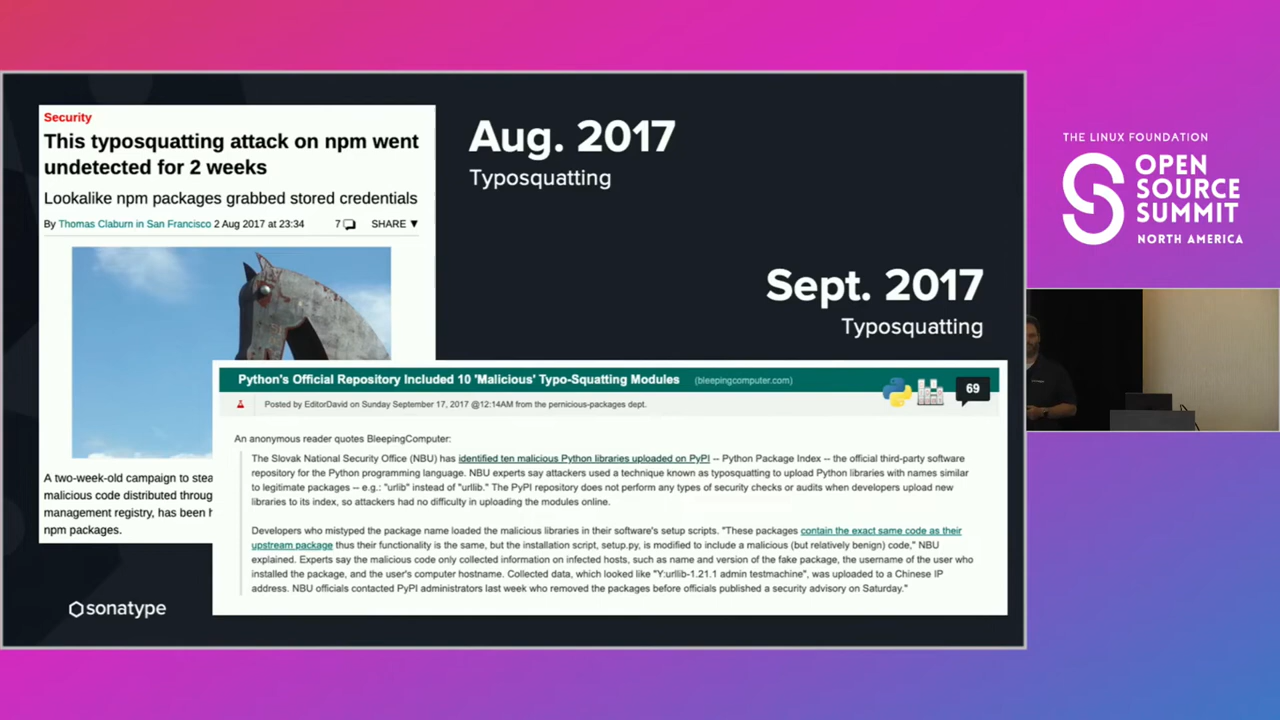 Security
This typosquatting attack on npm went
undetected for 2 weeks
Lookalike npm packages grabbed stored credentials
By Thomas Claburn in San Francisco 2 Aug 2017 at 23:34 7 SHARE ▼
A two-week-old campaign to stea
malicious code distributed throug
management registry, has been h
npm packages.
Aug. 2017
Typosquatting
Sept. 2017
Typosquatting
Python's Official Repository Included 10 'Malicious' Typo-Squatting Modules (bleepingcomputer.com)
69
Posted by EditorDavid on Sunday September 17, 2017 @12:14AM from the pernicious-packages dept.
An anonymous reader quotes BleepingComputer:
The Slovak National Security Office (NBU) has identified ten malicious Python libraries uploaded on PyPI -- Python Package Index -- the official third-party software
repository for the Python programming language. NBU experts say attackers used a technique known as typosquatting to upload Python libraries with names similar
to legitimate packages -- e.g.: "urlib" instead of "urllib." The PyPI repository does not perform any types of security checks or audits when developers upload new
libraries to its index, so attackers had no difficulty in uploading the modules online.
Developers who mistyped the package name loaded the malicious libraries in their software's setup scripts. "These packages contain the exact same code as their
upstream package thus their functionality is the same, but the installation script, setup.py, is modified to include a malicious (but relatively benign) code," NBU
explained. Experts say the malicious code only collected information on infected hosts, such as name and version of the fake package, the username of the user who
installed the package, and the user's computer hostname. Collected data, which looked like "Y:urllib-1.21.1 admin testmachine", was uploaded to a Chinese IP
address. NBU officials contacted PyPI administrators last week who removed the packages before officials published a security advisory on Saturday."
sonatype
THE LINUX FOUNDATION
OPEN
SOURCE
SUMMIT
NORTH AMERICA